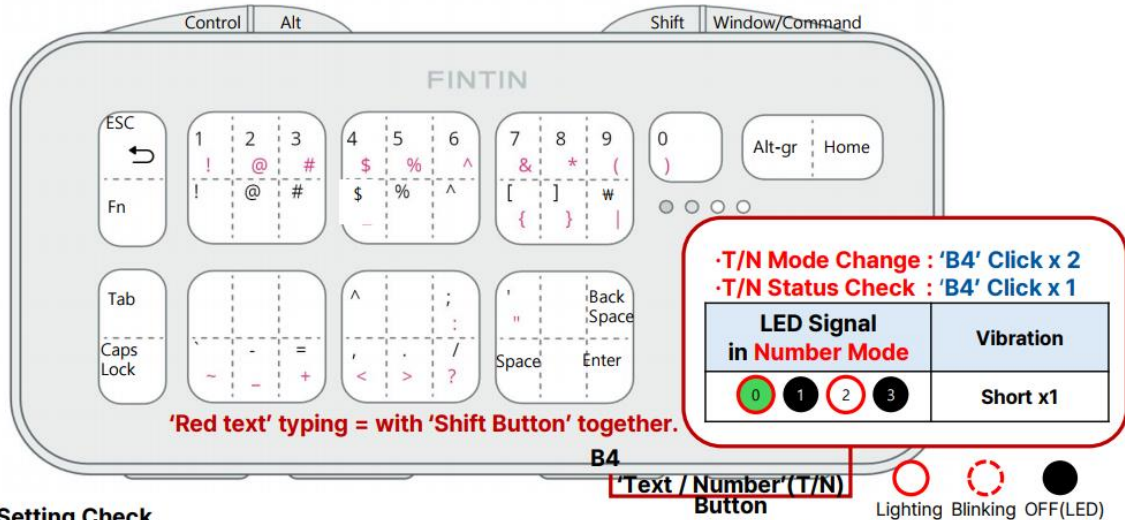 Control Alt Shift Window/Command
FINTIN
ESC
↩
Fn
1 2 3
! @ #
! @ #
4 5 6
$ % ^
$ % ^
_
7 8 9
& * (
[ ] ₩
{ } |
0
)
Alt-gr Home
Tab
Caps
Lock
` - =
~ _ +
^ ;
:
, . /
< > ?
'
"
Back
Space
Space Enter
·T/N Mode Change : 'B4' Click x 2
·T/N Status Check : 'B4' Click x 1
LED Signal
in Number Mode
Vibration
0 1 2 3
Short x1
'Red text' typing = with 'Shift Button' together.
B4
'Text / Number'(T/N)
Button
Lighting Blinking OFF(LED)
Setting Check